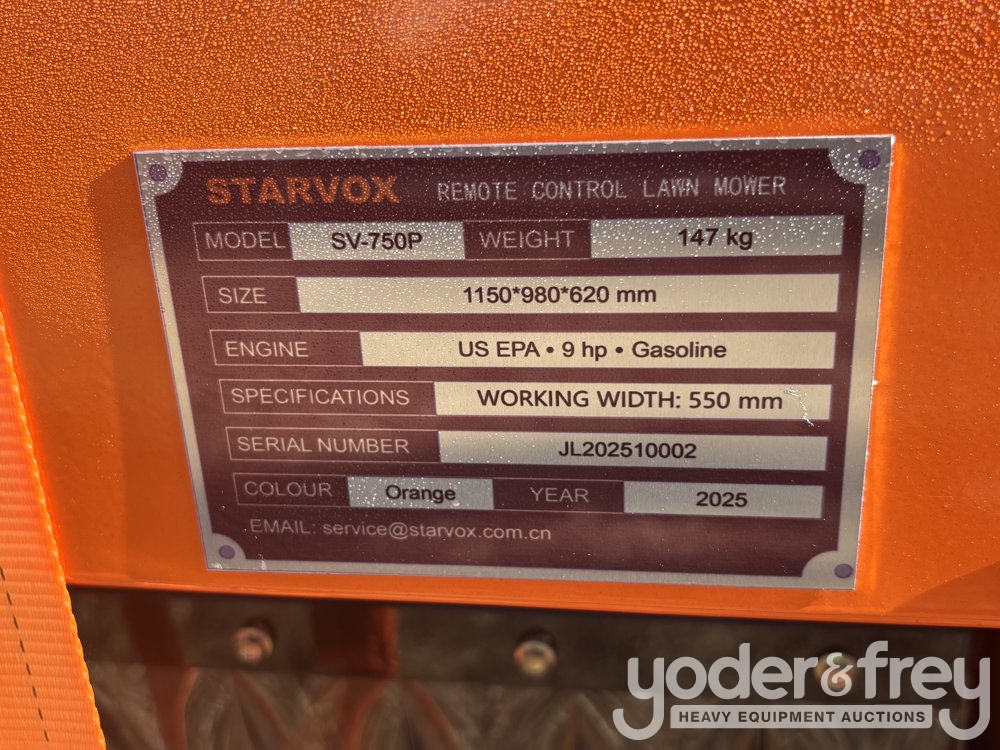 STARVOX REMOTE CONTROL LAWN MOWER
MODEL SV-750P WEIGHT 147 kg
SIZE 1150*980*620 mm
ENGINE US EPA • 9 hp • Gasoline
SPECIFICATIONS WORKING WIDTH: 550 mm
SERIAL NUMBER JL202510002
COLOUR Orange YEAR 2025
EMAIL: service@starvox.com.cn
yoder&frey
HEAVY EQUIPMENT AUCTIONS